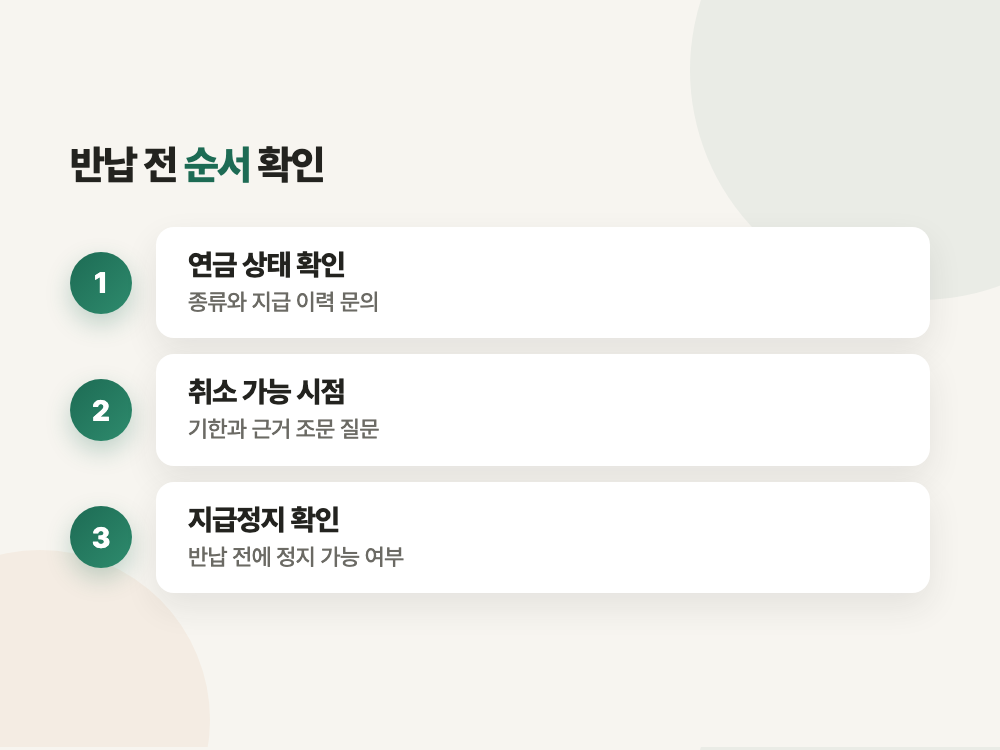 반납 전 순서 확인
1
연금 상태 확인
종류와 지급 이력 문의
2
취소 가능 시점
기한과 근거 조문 질문
3
지급정지 확인
반납 전에 정지 가능 여부